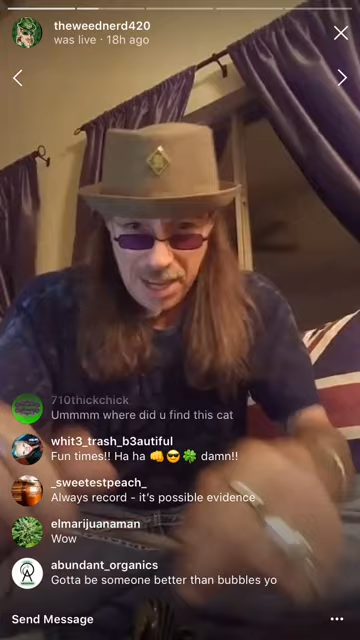 theweednerd420
was live · 18h ago
710thickchick
Ummmm where did u find this cat
whit3_trash_b3autiful
Fun times!! Ha ha 👊😎🍀 damn!!
_sweetestpeach_
Always record - it's possible evidence
elmarijuanaman
Wow
abundant_organics
Gotta be someone better than bubbles yo
Send Message